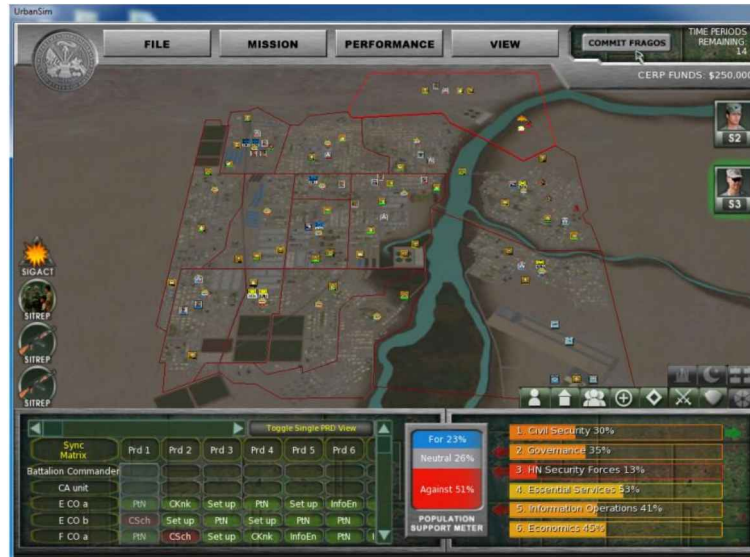 UrbanSim
FILE
MISSION
PERFORMANCE
VIEW
COMMIT FRAGOS
TIME PERIODS
REMAINING:
14
CERP FUNDS: $250,000
S2
S3
SIGACT
SITREP
SITREP
SITREP
Toggle Single PRD View
Sync
Matrix
Prd 1 Prd 2 Prd 3 Prd 4 Prd 5 Prd 6
Battalion Commander
CA unit
E CO a PtN CKnk Set up PtN Set up InfoEn
E CO b CSch Set up PtN Set up PtN PtN
F CO a PtN CSch Set up CKnk InfoEn PtN
For 23%
Neutral 26%
Against 51%
POPULATION
SUPPORT METER
1. Civil Security 30%
2. Governance 35%
3. HN Security Forces 13%
4. Essential Services 53%
5. Information Operations 41%
6. Economics 45%